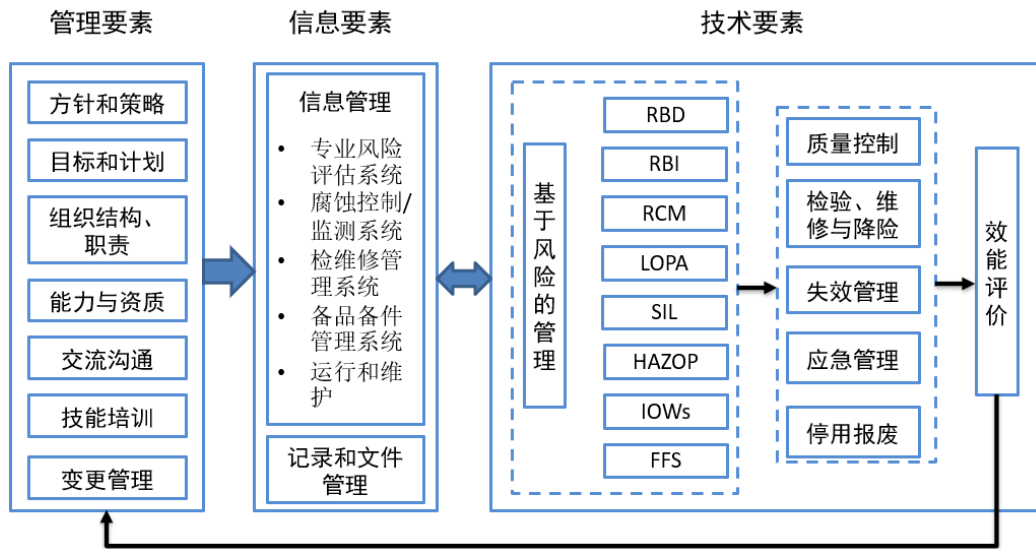 管理要素
信息要素
技术要素
方针和策略
目标和计划
组织结构、
职责
能力与资质
交流沟通
技能培训
变更管理
信息管理
• 专业风险
评估系统
• 腐蚀控制/
监测系统
• 检维修管
理系统
• 备品备件
管理系统
• 运行和维
护
记录和文件
管理
基于风险的管理
RBD
RBI
RCM
LOPA
SIL
HAZOP
IOWs
FFS
质量控制
检验、维
修与降险
失效管理
应急管理
停用报废
效能评价